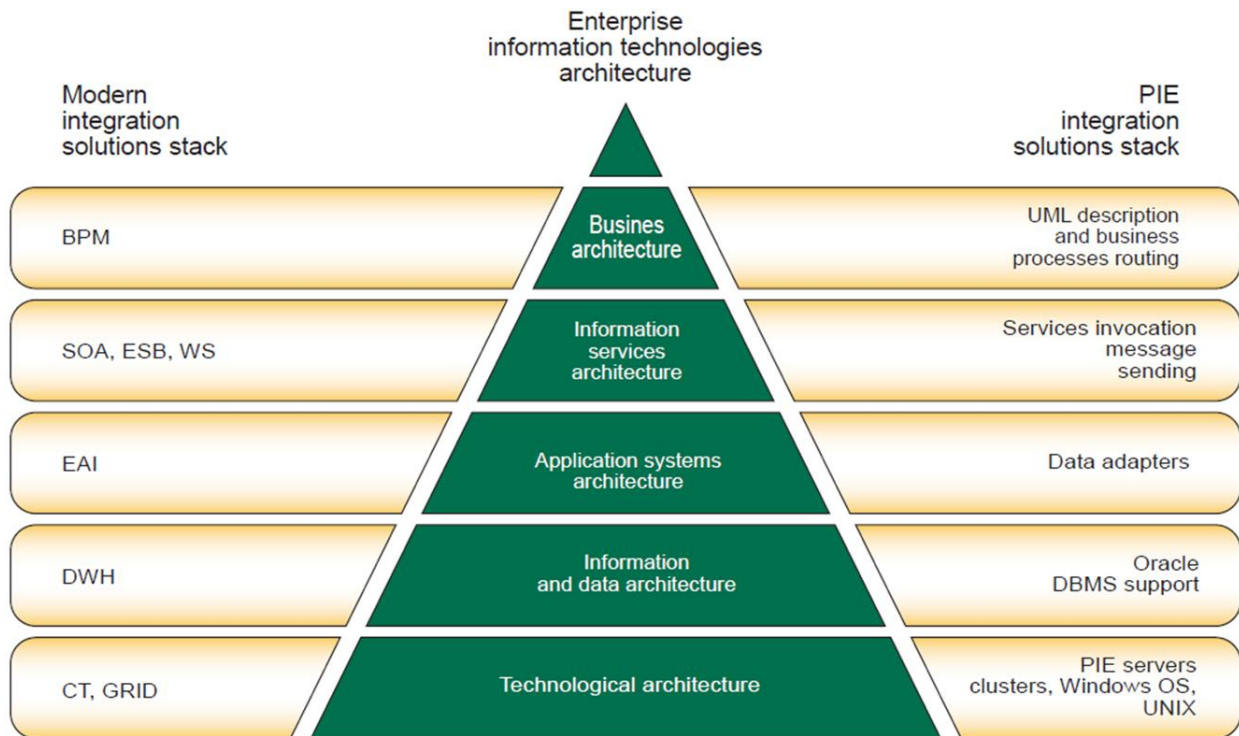 Enterprise
information technologies
architecture
Modern
integration
solutions stack
PIE
integration
solutions stack
BPM
Busines
architecture
UML description
and business
processes routing
SOA, ESB, WS
Information
services
architecture
Services invocation
message
sending
EAI
Application systems
architecture
Data adapters
DWH
Information
and data architecture
Oracle
DBMS support
CT, GRID
Technological architecture
PIE servers
clusters, Windows OS,
UNIX